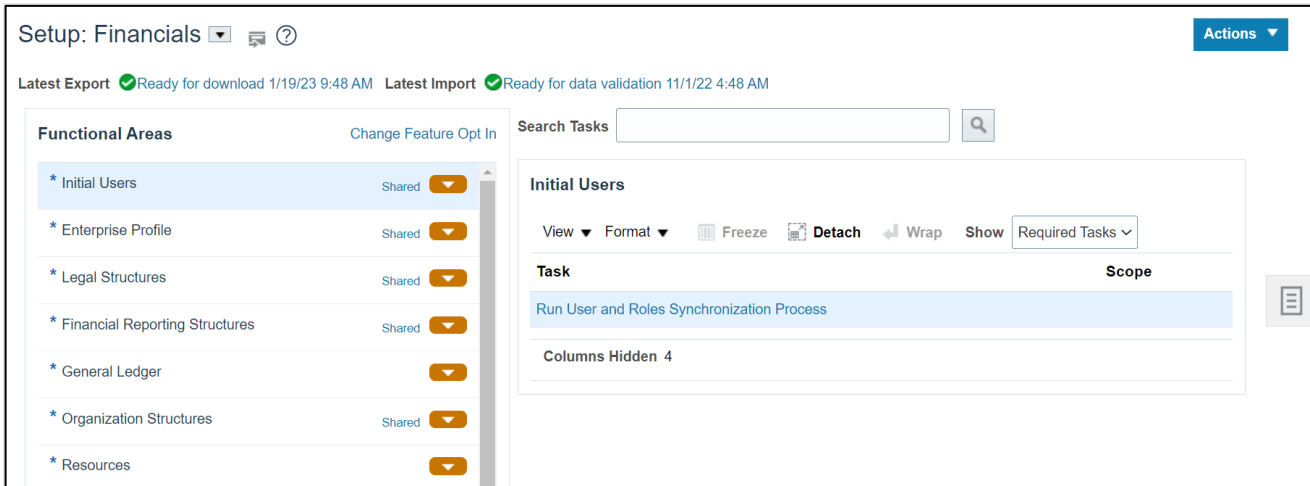 Setup: Financials
Actions
Latest Export Ready for download 1/19/23 9:48 AM Latest Import Ready for data validation 11/1/22 4:48 AM
Functional Areas Change Feature Opt In
Search Tasks
* Initial Users Shared
* Enterprise Profile Shared
* Legal Structures Shared
* Financial Reporting Structures Shared
* General Ledger
* Organization Structures Shared
* Resources
Initial Users
View Format Freeze Detach Wrap Show Required Tasks
Task Scope
Run User and Roles Synchronization Process
Columns Hidden 4